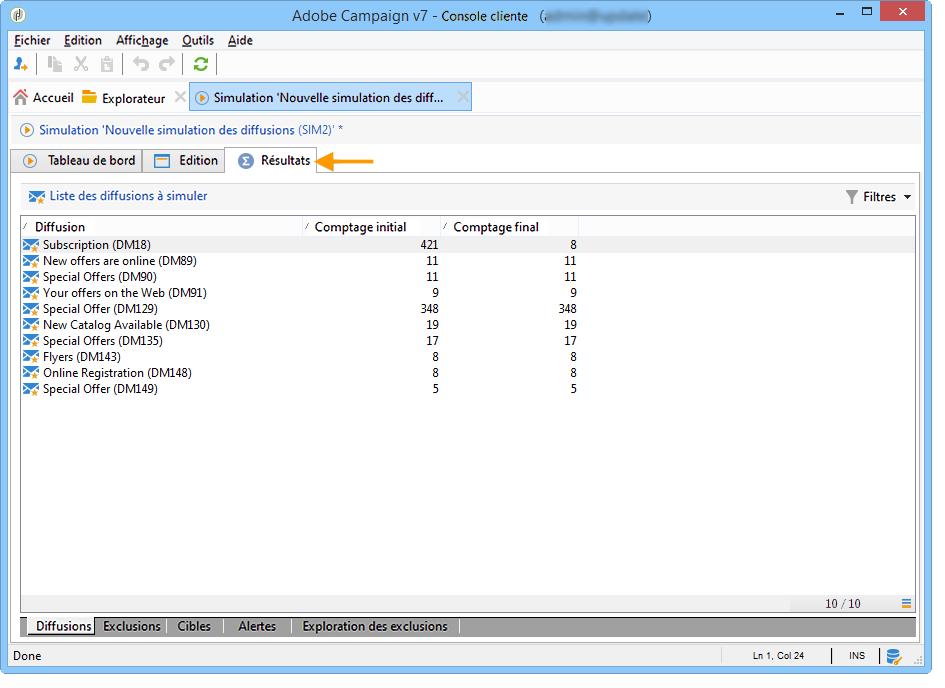 Adobe Campaign v7 - Console cliente ( )
Fichier Edition Affichage Outils Aide
Accueil Explorateur Simulation 'Nouvelle simulation des diff...
Simulation 'Nouvelle simulation des diffusions (SIM2)' *
Tableau de bord Edition Σ Résultats
Liste des diffusions à simuler Filtres
Diffusion Comptage initial Comptage final
Subscription (DM18) 421 8
New offers are online (DM89) 11 11
Special Offers (DM90) 11 11
Your offers on the Web (DM91) 9 9
Special Offer (DM129) 348 348
New Catalog Available (DM130) 19 19
Special Offers (DM135) 17 17
Flyers (DM143) 8 8
Online Registration (DM148) 8 8
Special Offer (DM149) 5 5
10 / 10
Diffusions Exclusions Cibles Alertes Exploration des exclusions
Done Ln 1, Col 24 INS